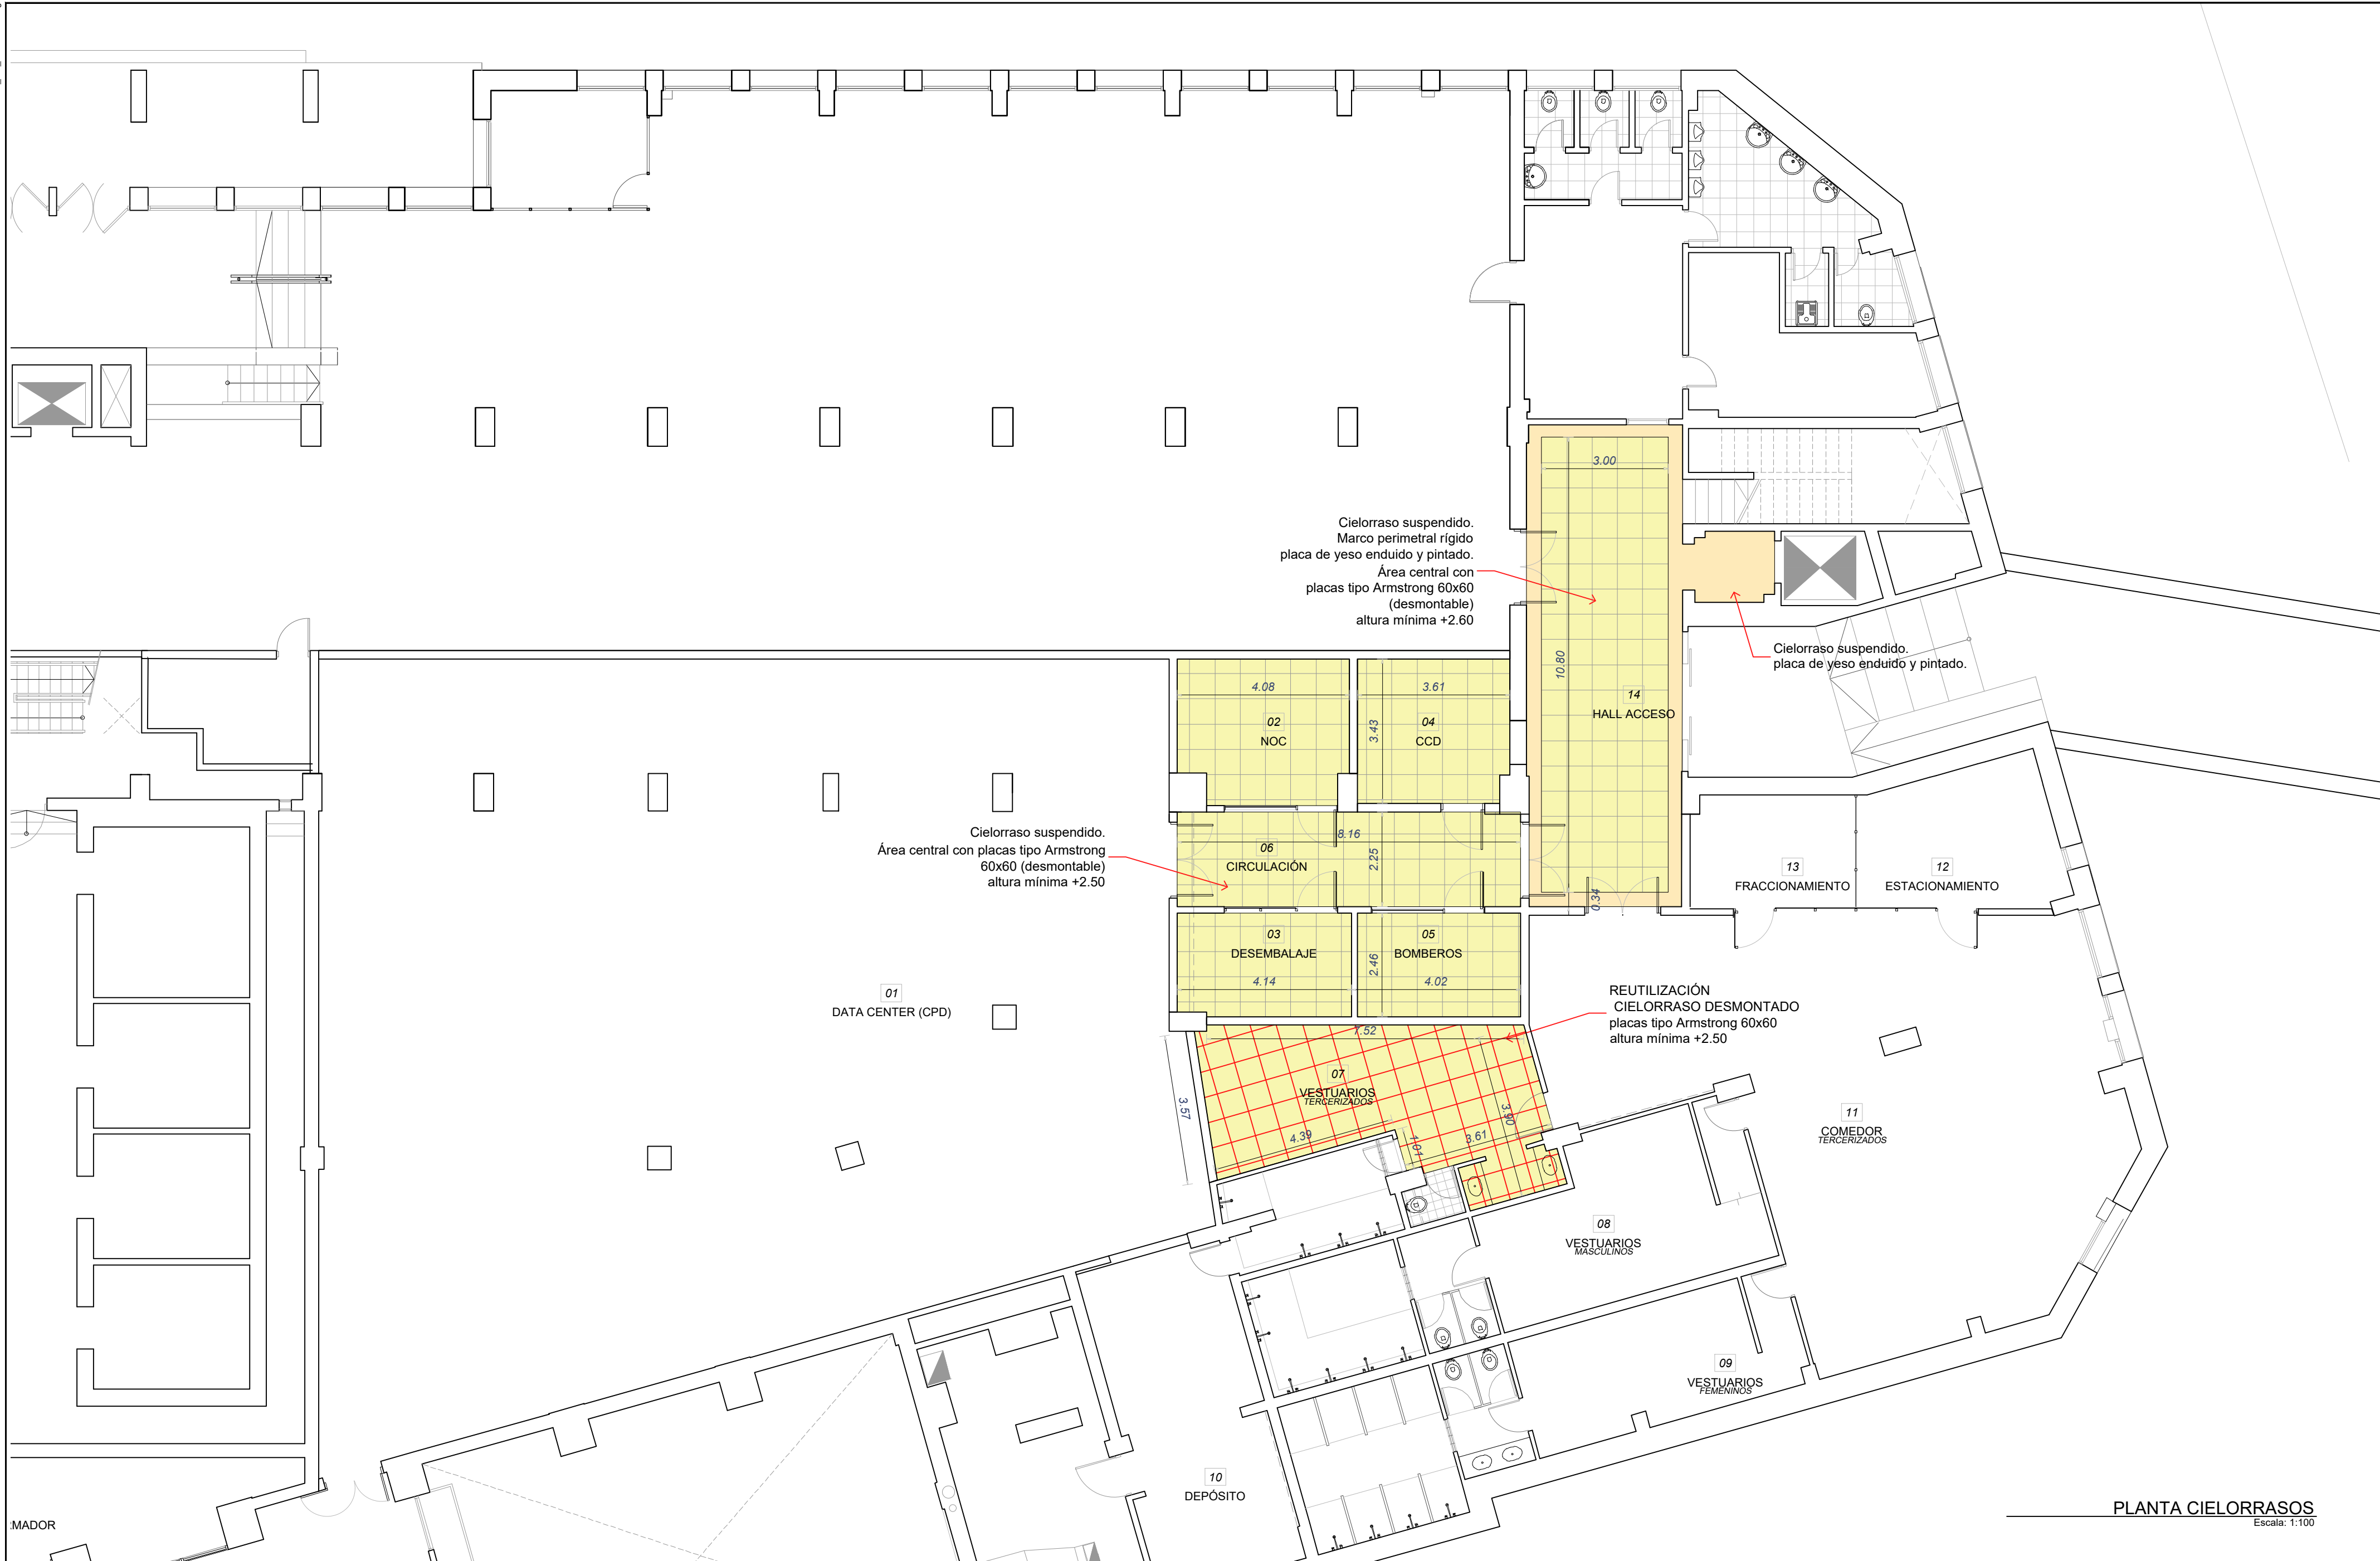 3.00
Cielorraso suspendido.
Marco perimetral rígido
placa de yeso enduido y pintado.
Área central con
placas tipo Armstrong 60x60
(desmontable)
altura mínima +2.60
10.80
Cielorraso suspendido.
placa de yeso enduido y pintado.
14
HALL ACCESO
4.08
02
NOC
3.61
3.43
04
CCD
Cielorraso suspendido.
Área central con placas tipo Armstrong
60x60 (desmontable)
altura mínima +2.50
8.16
06
CIRCULACIÓN
2.25
0.34
13
FRACCIONAMIENTO
12
ESTACIONAMIENTO
03
DESEMBALAJE
4.14
05
BOMBEROS
2.46
4.02
01
DATA CENTER (CPD)
REUTILIZACIÓN
CIELORRASO DESMONTADO
placas tipo Armstrong 60x60
altura mínima +2.50
7.52
07
VESTUARIOS
TERCERIZADOS
3.57
4.39
1.01
3.61
3.90
11
COMEDOR
TERCERIZADOS
08
VESTUARIOS
MASCULINOS
09
VESTUARIOS
FEMENINOS
10
DEPÓSITO
MADOR
PLANTA CIELORRASOS
Escala: 1:100